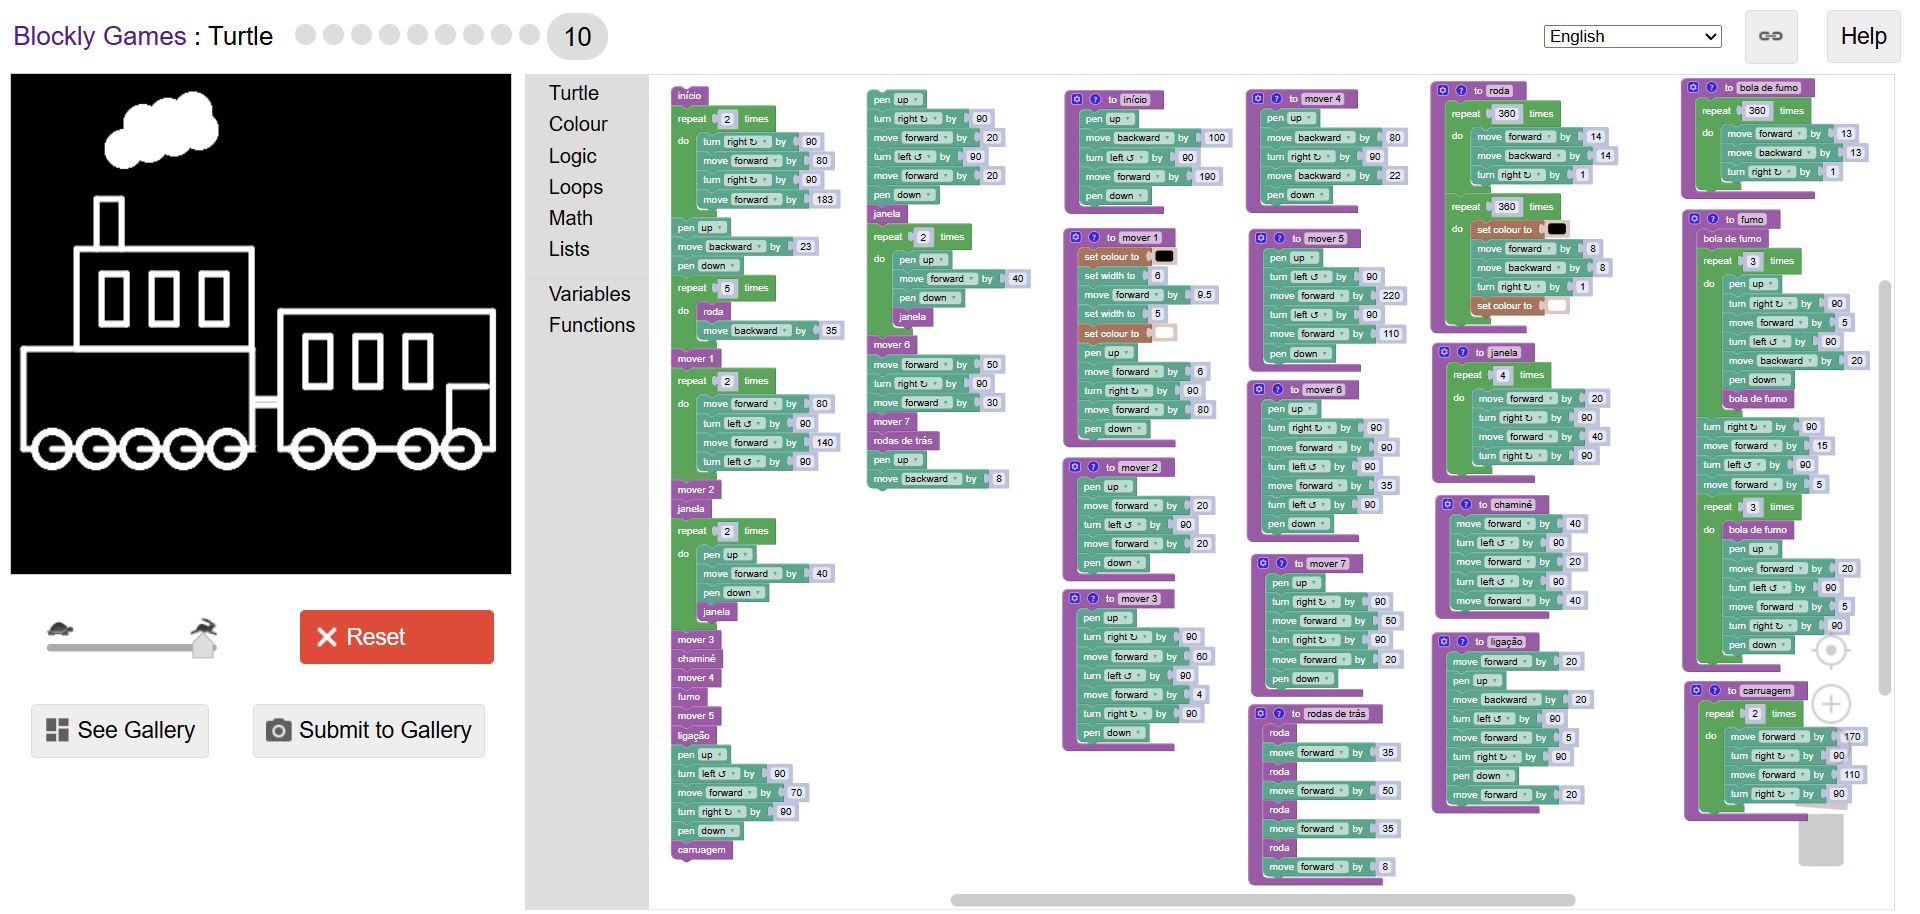 Blockly Games : Turtle
10
English
Help
Turtle
Colour
Logic
Loops
Math
Lists
Variables
Functions
Reset
See Gallery
Submit to Gallery
início
repeat 2 times
do turn right ↻ by 90
move forward by 80
turn right ↻ by 90
move forward by 183
pen up
move backward by 23
pen down
repeat 5 times
do roda
move backward by 35
mover 1
repeat 2 times
do move forward by 80
turn left ↺ by 90
move forward by 140
turn left ↺ by 90
mover 2
janela
repeat 2 times
do pen up
move forward by 40
pen down
janela
mover 3
chaminé
mover 4
fumo
mover 5
ligação
pen up
turn left ↺ by 90
move forward by 70
turn right ↻ by 90
pen down
carruagem
pen up
turn right ↻ by 90
move forward by 20
turn left ↺ by 90
move forward by 20
pen down
janela
repeat 2 times
do pen up
move forward by 40
pen down
janela
mover 6
move forward by 50
turn right ↻ by 90
move forward by 30
mover 7
rodas de trás
pen up
move backward by 8
to início
pen up
move backward by 100
turn left ↺ by 90
move forward by 190
pen down
to mover 1
set colour to
set width to 6
move forward by 9.5
set width to 5
set colour to
pen up
move forward by 6
turn right ↻ by 90
move forward by 80
pen down
to mover 2
pen up
move forward by 20
turn left ↺ by 90
move forward by 20
pen down
to mover 3
pen up
turn right ↻ by 90
move forward by 60
turn left ↺ by 90
move forward by 4
turn right ↻ by 90
pen down
to mover 4
pen up
move backward by 80
turn right ↻ by 90
move backward by 22
pen down
to mover 5
pen up
turn left ↺ by 90
move forward by 220
turn left ↺ by 90
move forward by 110
pen down
to mover 6
pen up
turn right ↻ by 90
move forward by 90
turn left ↺ by 90
move forward by 35
turn left ↺ by 90
pen down
to mover 7
pen up
turn right ↻ by 90
move forward by 50
turn right ↻ by 90
move forward by 20
pen down
to rodas de trás
roda
move forward by 35
roda
move forward by 50
roda
move forward by 35
roda
move forward by 8
to roda
repeat 360 times
do move forward by 14
move backward by 14
turn right ↻ by 1
repeat 360 times
do set colour to
move forward by 8
move backward by 8
turn right ↻ by 1
set colour to
to janela
repeat 4 times
do move forward by 20
turn right ↻ by 90
move forward by 40
turn right ↻ by 90
to chaminé
move forward by 40
turn left ↺ by 90
move forward by 20
turn left ↺ by 90
move forward by 40
to ligação
move forward by 20
pen up
move backward by 20
turn left ↺ by 90
move forward by 5
turn right ↻ by 90
pen down
move forward by 20
to bola de fumo
repeat 360 times
do move forward by 13
move backward by 13
turn right ↻ by 1
to fumo
bola de fumo
repeat 3 times
do pen up
turn right ↻ by 90
move forward by 5
turn left ↺ by 90
move backward by 20
pen down
bola de fumo
turn right ↻ by 90
move forward by 15
turn left ↺ by 90
move forward by 5
repeat 3 times
do bola de fumo
pen up
move forward by 20
turn left ↺ by 90
move forward by 5
turn right ↻ by 90
pen down
to carruagem
repeat 2 times
do move forward by 170
turn right ↻ by 90
move forward by 110
turn right ↻ by 90